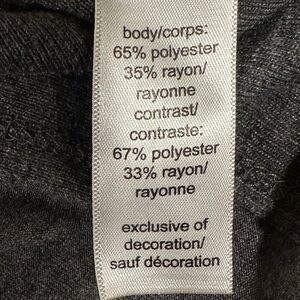 body/corps:
65% polyester
35% rayon/
rayonne
contrast/
contraste:
67% polyester
33% rayon/
rayonne
exclusive of
decoration/
sauf décoration